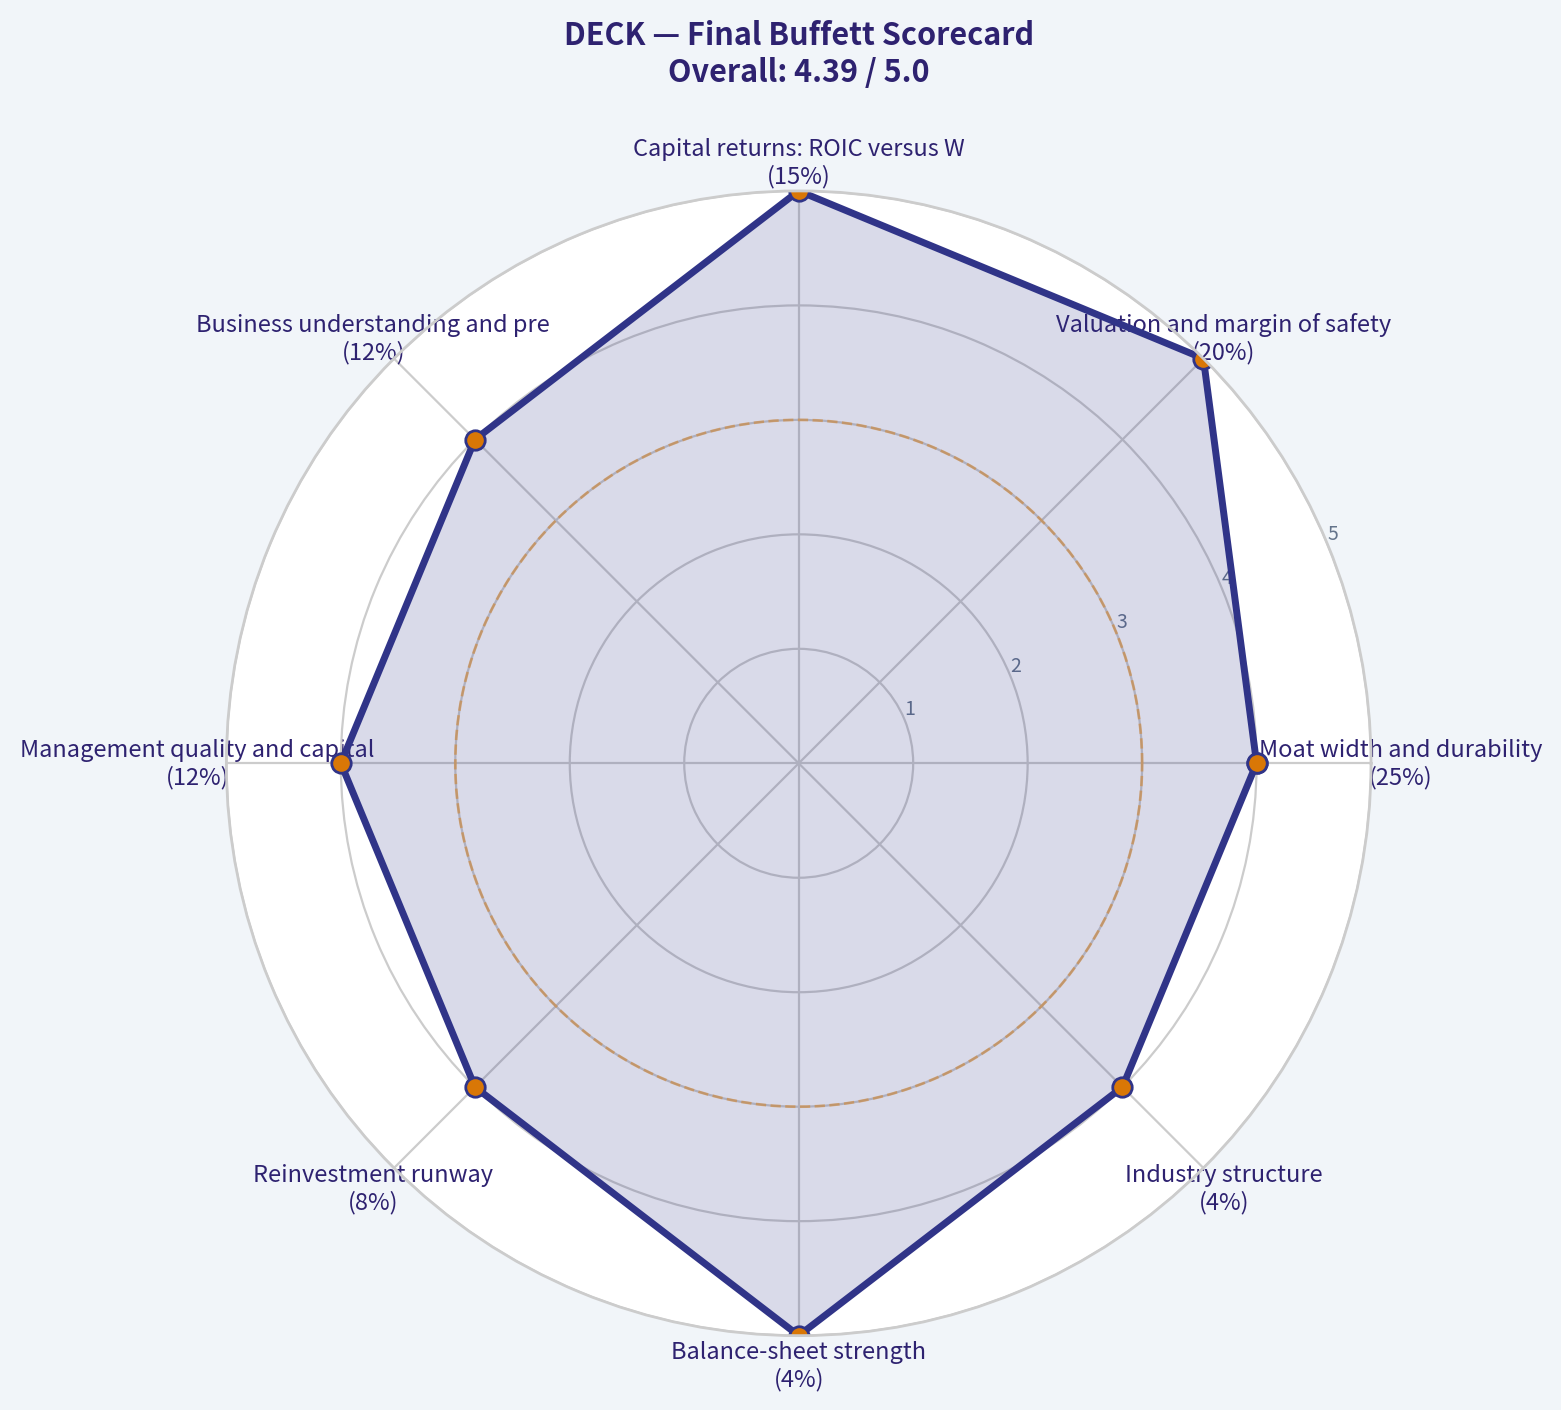 DECK — Final Buffett Scorecard
Overall: 4.39 / 5.0
Capital returns: ROIC versus W
(15%)
Business understanding and pre
(12%)
Valuation and margin of safety
(20%)
5
4
3
2
1
Management quality and capital
(12%)
Moat width and durability
(25%)
Reinvestment runway
(8%)
Industry structure
(4%)
Balance-sheet strength
(4%)